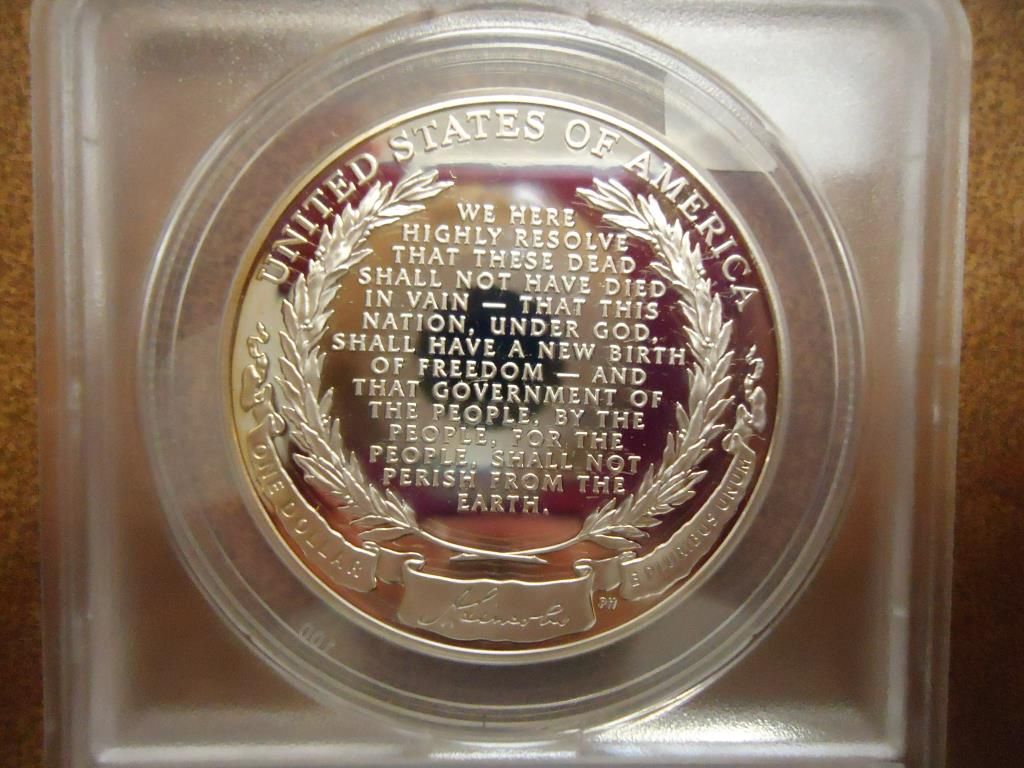 UNITED STATES OF AMERICA
WE HERE
HIGHLY RESOLVE
THAT THESE DEAD
SHALL NOT HAVE DIED
IN VAIN — THAT THIS
NATION, UNDER GOD,
SHALL HAVE A NEW BIRTH
OF FREEDOM — AND
THAT GOVERNMENT OF
THE PEOPLE, BY THE
PEOPLE, FOR THE
PEOPLE, SHALL NOT
PERISH FROM THE
EARTH.
ONE DOLLAR
A. Lincoln
E PLURIBUS UNUM